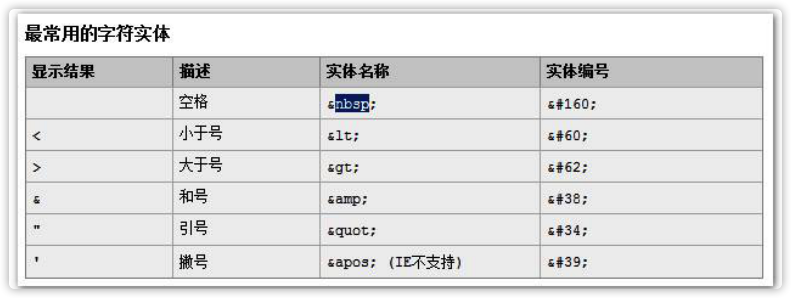 最常用的字符实体
显示结果 描述 实体名称 实体编号
空格 &nbsp; &#160;
< 小于号 &lt; &#60;
> 大于号 &gt; &#62;
& 和号 &amp; &#38;
" 引号 &quot; &#34;
' 撇号 &apos; (IE不支持) &#39;